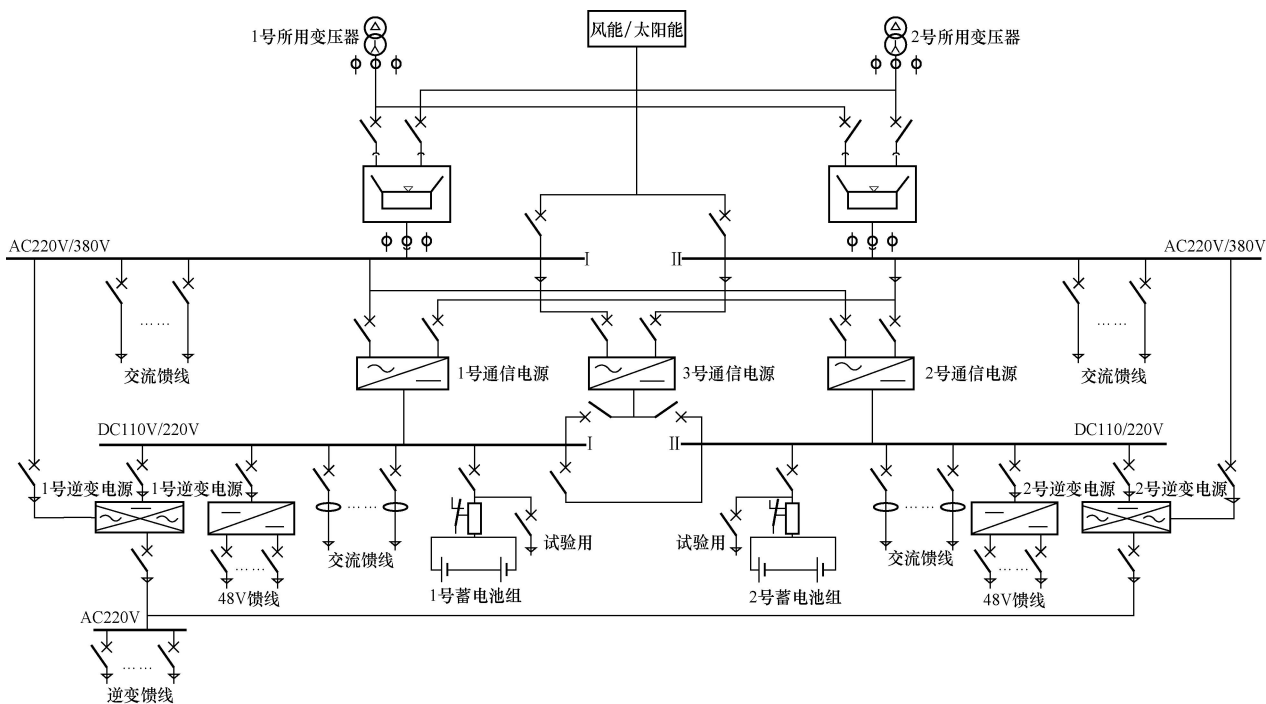 1号所用变压器
风能/太阳能
2号所用变压器
AC220V/380V
I
II
AC220V/380V
……
……
交流馈线
1号通信电源
3号通信电源
2号通信电源
交流馈线
DC110V/220V
I
II
DC110/220V
1号逆变电源
1号逆变电源
2号逆变电源
2号逆变电源
……
……
交流馈线
试验用
试验用
交流馈线
……
……
48V馈线
1号蓄电池组
2号蓄电池组
48V馈线
AC220V
……
逆变馈线